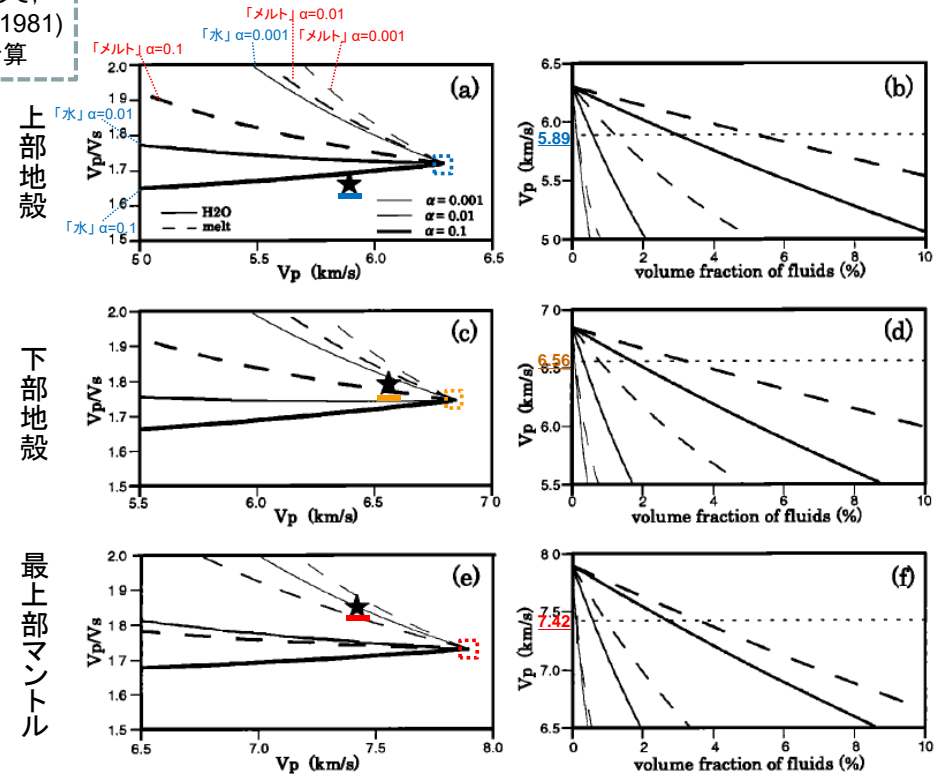 って,
1981)
算
「メルト」 α=0.01
「水」 α=0.001
「メルト」 α=0.001
「メルト」 α=0.1
「水」 α=0.01
「水」 α=0.1
上部地殻
2.0
1.9
1.8
1.7
1.6
1.5
Vp/Vs
(a)
H2O
melt
α = 0.001
α = 0.01
α = 0.1
5.0 5.5 6.0 6.5
Vp (km/s)
6.5
6.0
5.89
5.5
5 0
Vp (km/s)
(b)
0 2 4 6 8 10
volume fraction of fluids (%)
下部地殻
2.0
1.9
1.8
1.7
1.6
1.5
Vp/Vs
(c)
5.5 6.0 6.5 7 0
Vp (km/s)
7 0
6.56
6.5
6.0
5.5
Vp (km/s)
(d)
0 2 4 6 8 10
volume fraction of fluids (%)
最上部マントル
2.0
1.9
1.8
1.7
1.6
1.5
Vp/Vs
(e)
6.5 7.0 7.5 8.0
Vp (km/s)
8 0
7.5
7.42
7.0
6.5
Vp (km/s)
(f)
0 2 4 6 8 10
volume fraction of fluids (%)